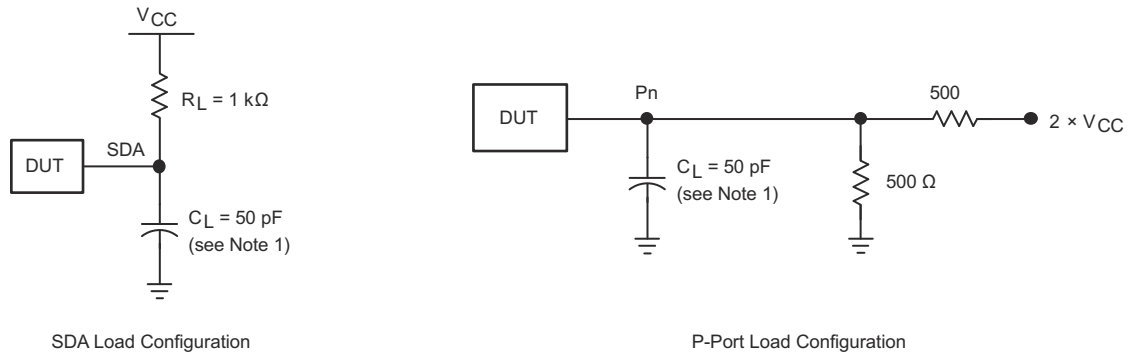 VCC
RL = 1 kΩ
DUT
SDA
CL = 50 pF
(see Note 1)
SDA Load Configuration
DUT
Pn
500
2 × VCC
CL = 50 pF
(see Note 1)
500 Ω
P-Port Load Configuration